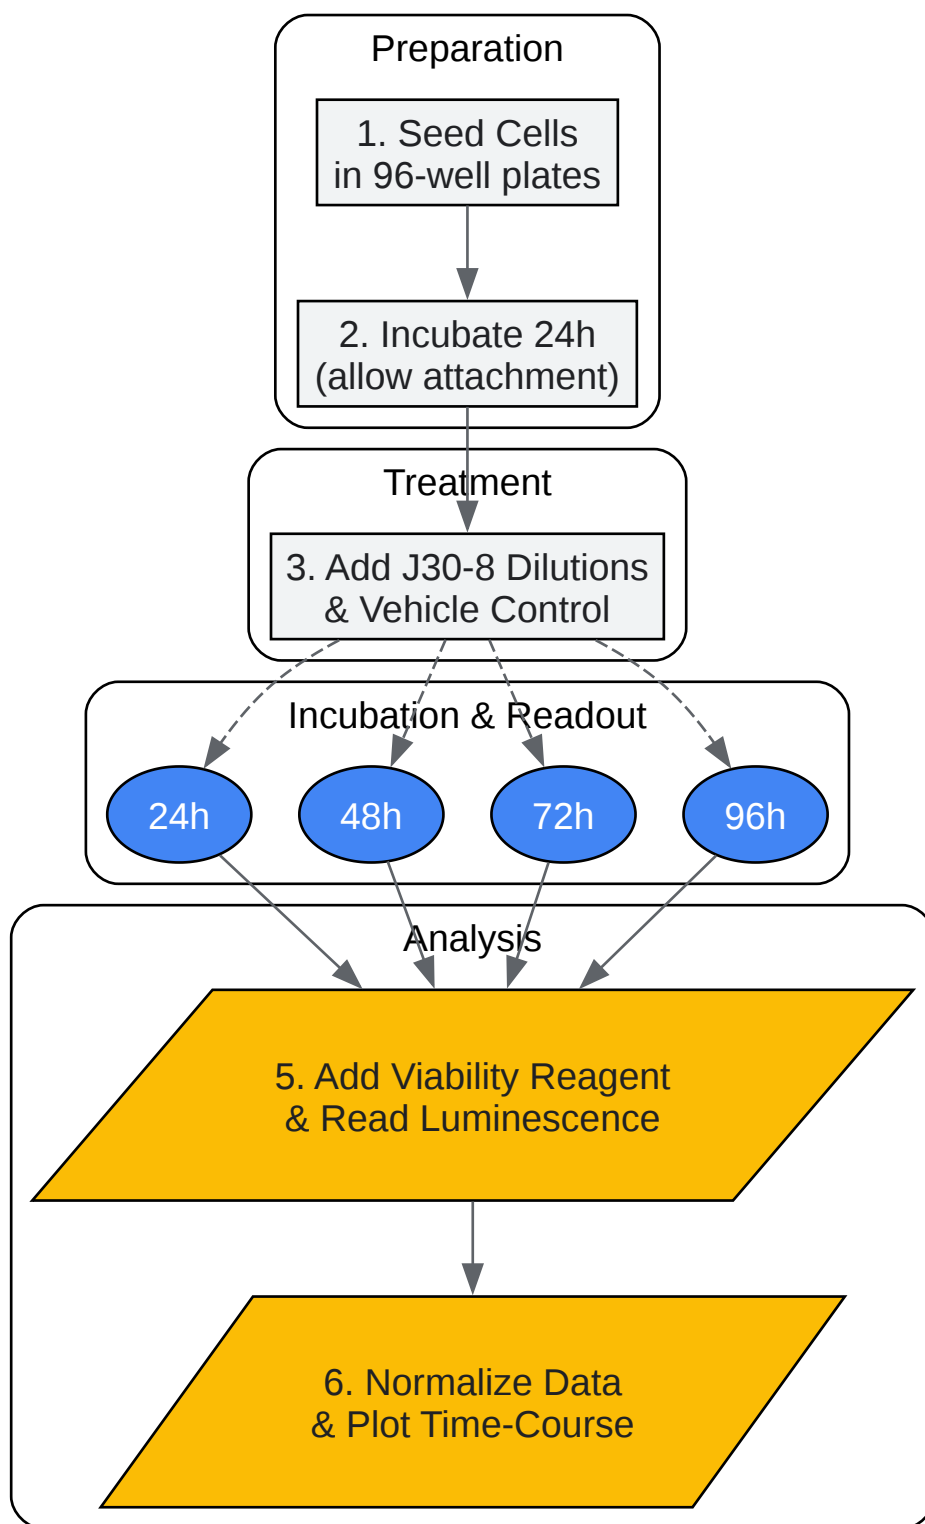 Preparation
1. Seed Cells
in 96-well plates
2. Incubate 24h
(allow attachment)
Treatment
3. Add J30-8 Dilutions
& Vehicle Control
Incubation & Readout
24h
48h
72h
96h
Analysis
5. Add Viability Reagent
& Read Luminescence
6. Normalize Data
& Plot Time-Course